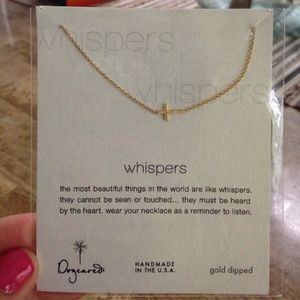 whispers
whispers
whispers
the most beautiful things in the world are like whispers.
they cannot be seen or touched... they must be heard
by the heart. wear your necklace as a reminder to listen.
Dogeared
HANDMADE
IN THE U.S.A.
gold dipped